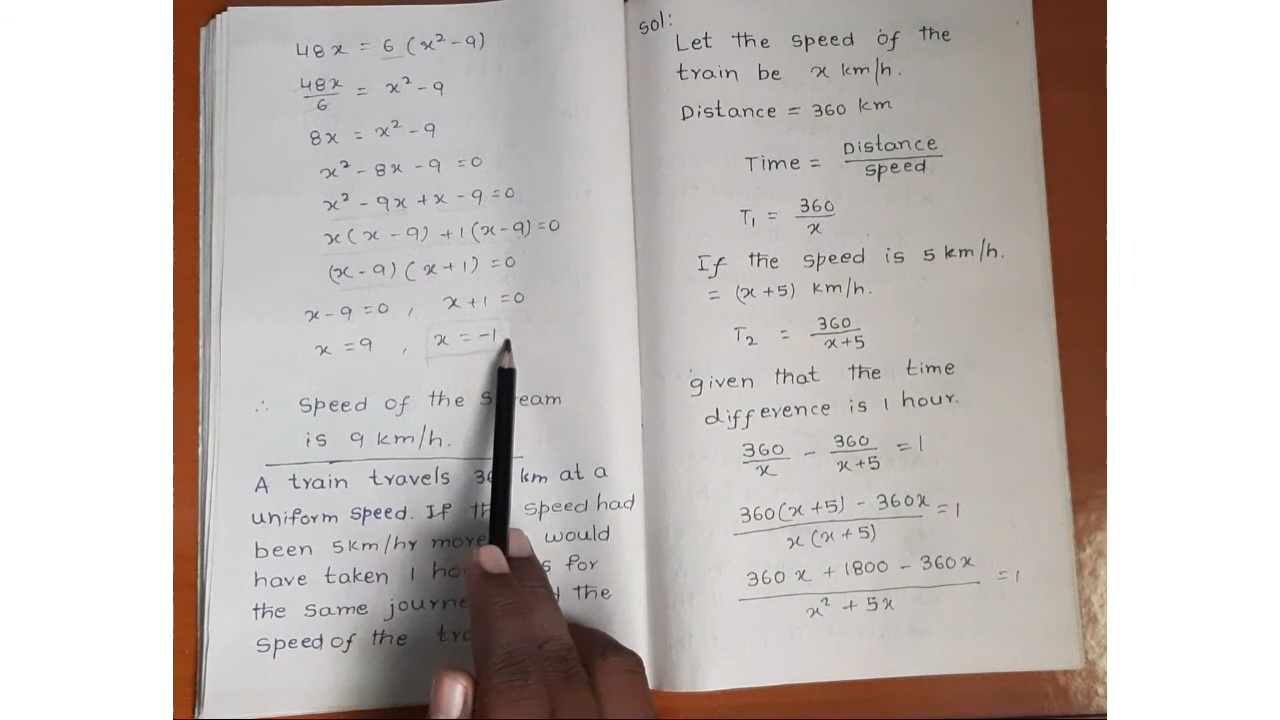 48x = 6 (x² - 9)
48x/6 = x² - 9
8x = x² - 9
x² - 8x - 9 = 0
x² - 9x + x - 9 = 0
x(x - 9) + 1(x - 9) = 0
(x - 9)(x + 1) = 0
x - 9 = 0 , x + 1 = 0
x = 9 , x = -1
∴ Speed of the
is 9 km/h.
A train travels km at a
uniform speed. If speed had
been 5km/hr would
have taken 1 for
the same the
speed of the
Sol:
Let the speed of the
train be x km/h.
Distance = 360 km
Time = Distance/speed
T₁ = 360/x
If the speed is 5 km/h.
= (x+5) km/h.
T₂ = 360/x+5
given that the time
difference is 1 hour.
360/x - 360/x+5 = 1
360(x+5) - 360x/x(x+5) = 1
360x + 1800 - 360x/x² + 5x = 1